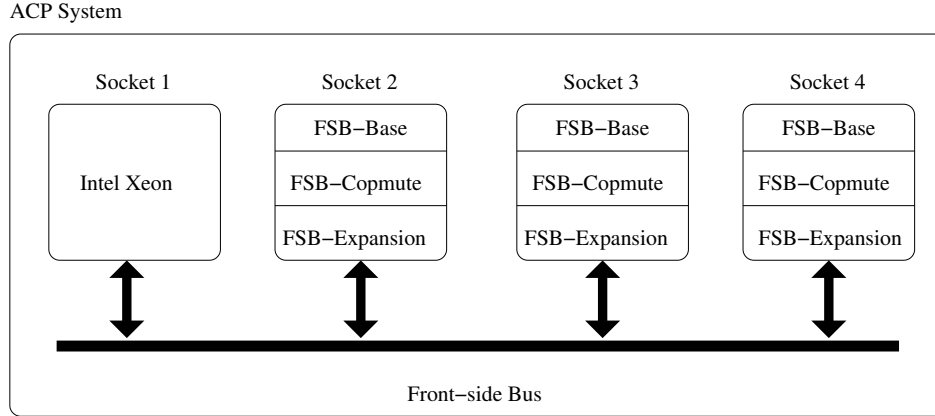 ACP System
Socket 1
Socket 2
Socket 3
Socket 4
FSB−Base
FSB−Base
FSB−Base
Intel Xeon
FSB−Copmute
FSB−Copmute
FSB−Copmute
FSB−Expansion
FSB−Expansion
FSB−Expansion
Front−side Bus